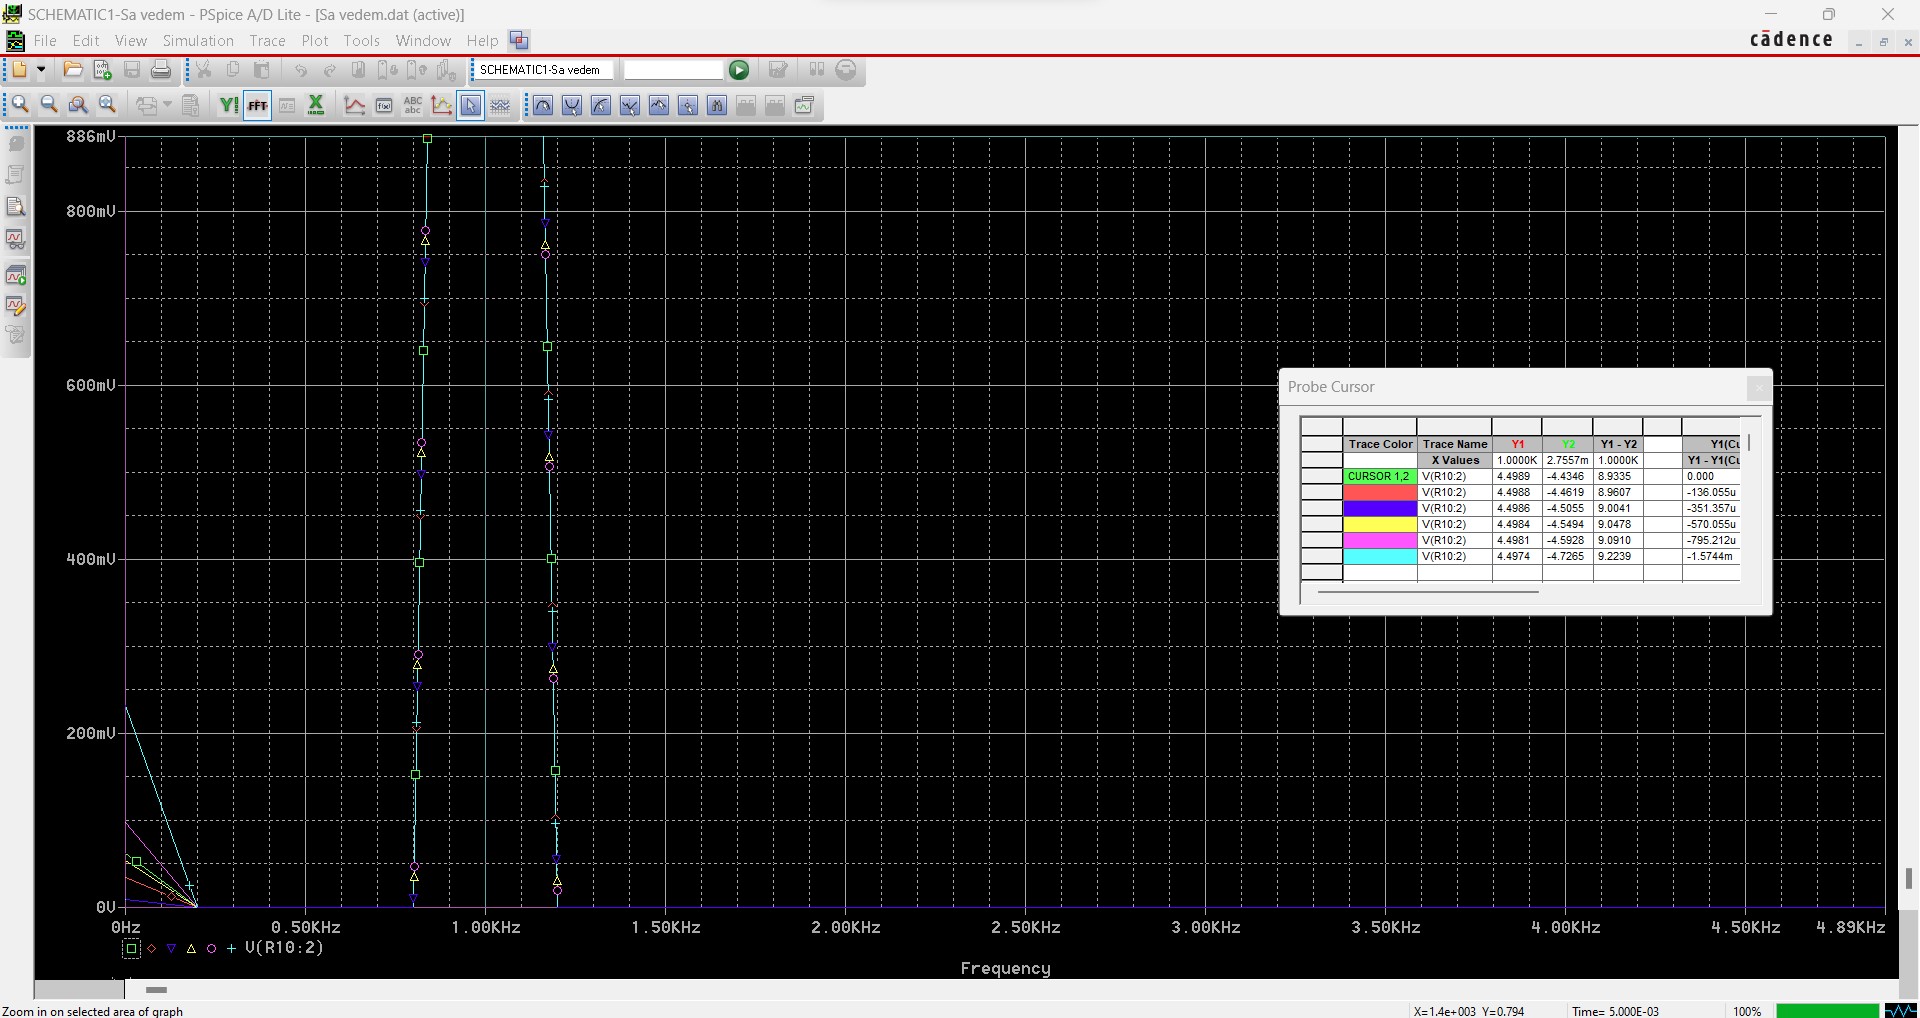 SCHEMATIC1-Sa vedem - PSpice A/D Lite - [Sa vedem.dat (active)]
File Edit View Simulation Trace Plot Tools Window Help
cādence
SCHEMATIC1-Sa vedem
Y! FFT ABC abc
886mV
800mV
600mV
400mV
200mV
0V
0Hz 0.50KHz 1.00KHz 1.50KHz 2.00KHz 2.50KHz 3.00KHz 3.50KHz 4.00KHz 4.50KHz 4.89KHz
V(R10:2)
Frequency
Probe Cursor
Trace Color Trace Name Y1 Y2 Y1 - Y2 Y1(Cu
X Values 1.0000K 2.7557m 1.0000K Y1 - Y1(Cu
CURSOR 1,2 V(R10:2) 4.4989 -4.4346 8.9335 0.000
V(R10:2) 4.4988 -4.4619 8.9607 -136.055u
V(R10:2) 4.4986 -4.5055 9.0041 -351.357u
V(R10:2) 4.4984 -4.5494 9.0478 -570.055u
V(R10:2) 4.4981 -4.5928 9.0910 -795.212u
V(R10:2) 4.4974 -4.7265 9.2239 -1.5744m
Zoom in on selected area of graph
X=1.4e+003 Y=0.794 Time= 5.000E-03 100%